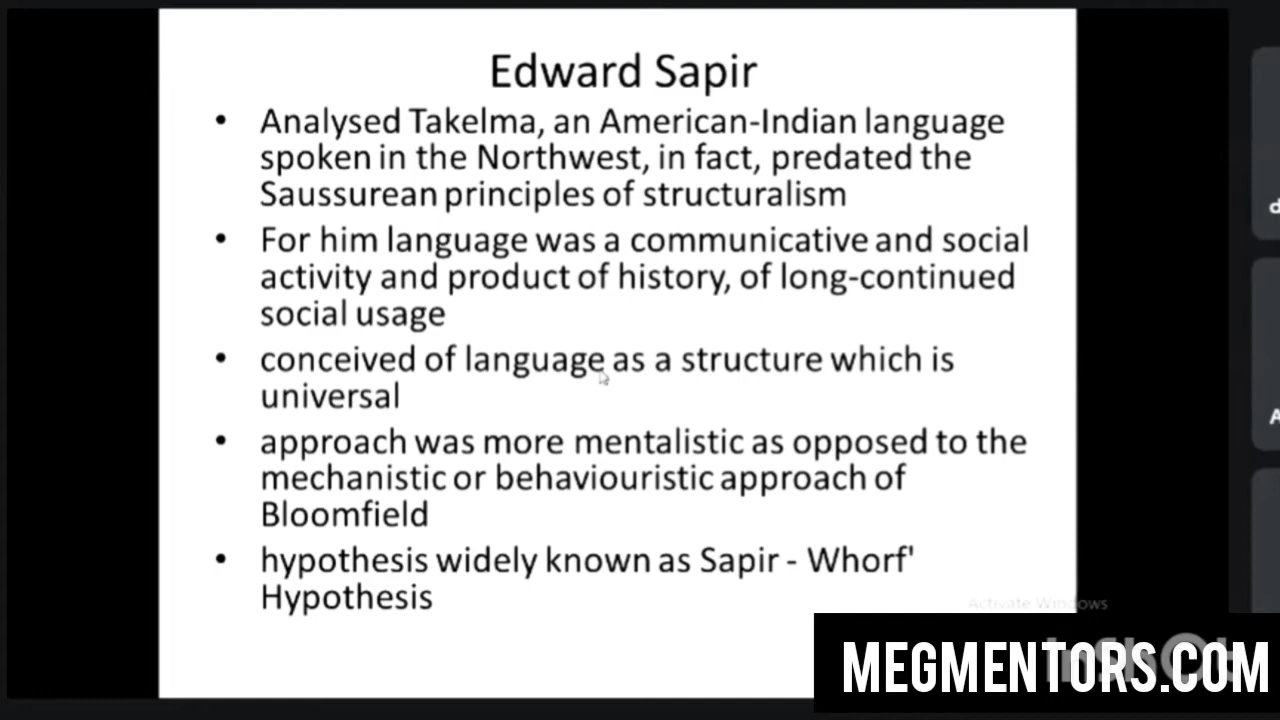 Edward Sapir
• Analysed Takelma, an American-Indian language
spoken in the Northwest, in fact, predated the
Saussurean principles of structuralism
• For him language was a communicative and social
activity and product of history, of long-continued
social usage
• conceived of language as a structure which is
universal
• approach was more mentalistic as opposed to the
mechanistic or behaviouristic approach of
Bloomfield
• hypothesis widely known as Sapir - Whorf'
Hypothesis
Activate Windows
MEGMENTORS.COM
d
A